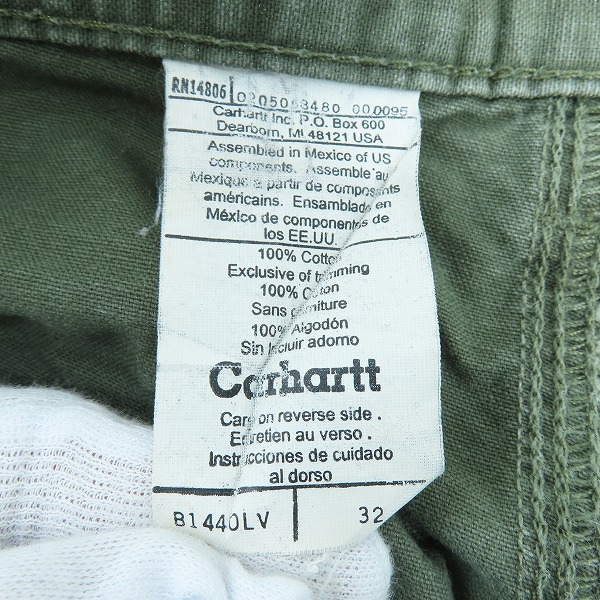 RN14806 0205063480 000095
Carhartt Inc. P.O. Box 600
Dearborn, MI 48121 USA
Assembled in Mexico of US
components. Assemble'au
Mexique a partir de composants
américains. Ensamblado en
México de componentes de
los EE.UU.
100% Cotton
Exclusive of trimming
100% Coton
Sans garniture
100% Algodón
Sin Incluir adorno
Carhartt
Care on reverse side.
Entretien au verso.
Instrucciones de cuidado
al dorso
B144OLV 32